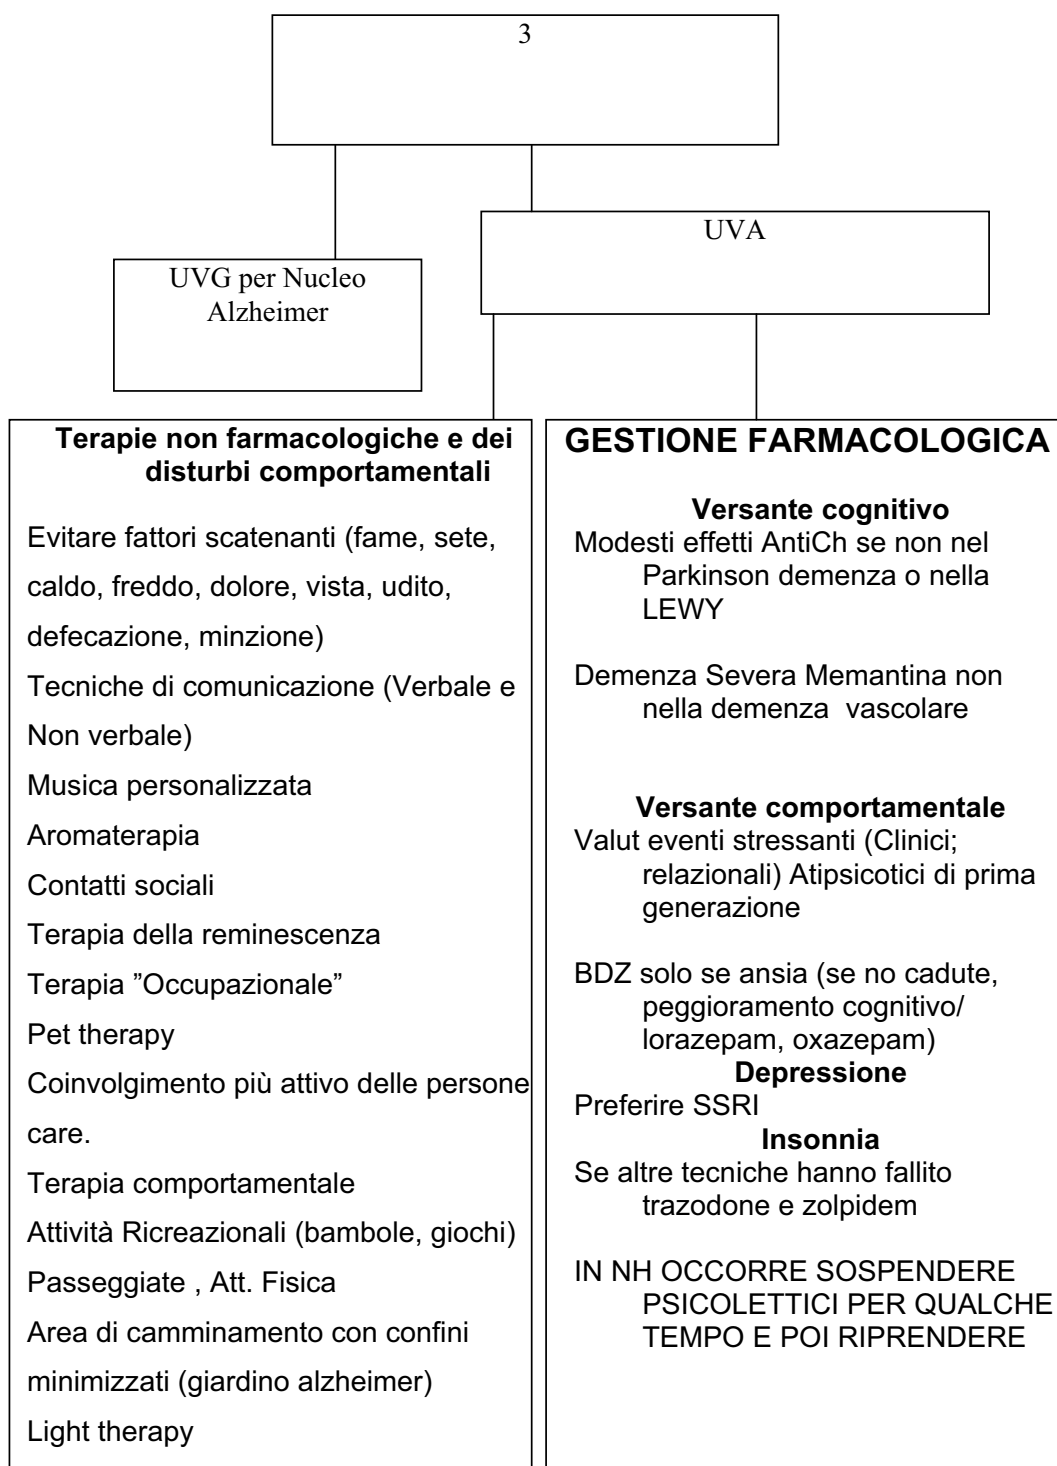 3
UVA
UVG per Nucleo
Alzheimer
Terapie non farmacologiche e dei
disturbi comportamentali
Evitare fattori scatenanti (fame, sete,
caldo, freddo, dolore, vista, udito,
defecazione, minzione)
Tecniche di comunicazione (Verbale e
Non verbale)
Musica personalizzata
Aromaterapia
Contatti sociali
Terapia della reminescenza
Terapia ”Occupazionale”
Pet therapy
Coinvolgimento più attivo delle persone
care.
Terapia comportamentale
Attività Ricreazionali (bambole, giochi)
Passeggiate , Att. Fisica
Area di camminamento con confini
minimizzati (giardino alzheimer)
Light therapy
GESTIONE FARMACOLOGICA
Versante cognitivo
Modesti effetti AntiCh se non nel
Parkinson demenza o nella
LEWY
Demenza Severa Memantina non
nella demenza  vascolare
Versante comportamentale
Valut eventi stressanti (Clinici;
relazionali) Atipsicotici di prima
generazione
BDZ solo se ansia (se no cadute,
peggioramento cognitivo/
lorazepam, oxazepam)
Depressione
Preferire SSRI
Insonnia
Se altre tecniche hanno fallito
trazodone e zolpidem
IN NH OCCORRE SOSPENDERE
PSICOLETTICI PER QUALCHE
TEMPO E POI RIPRENDERE